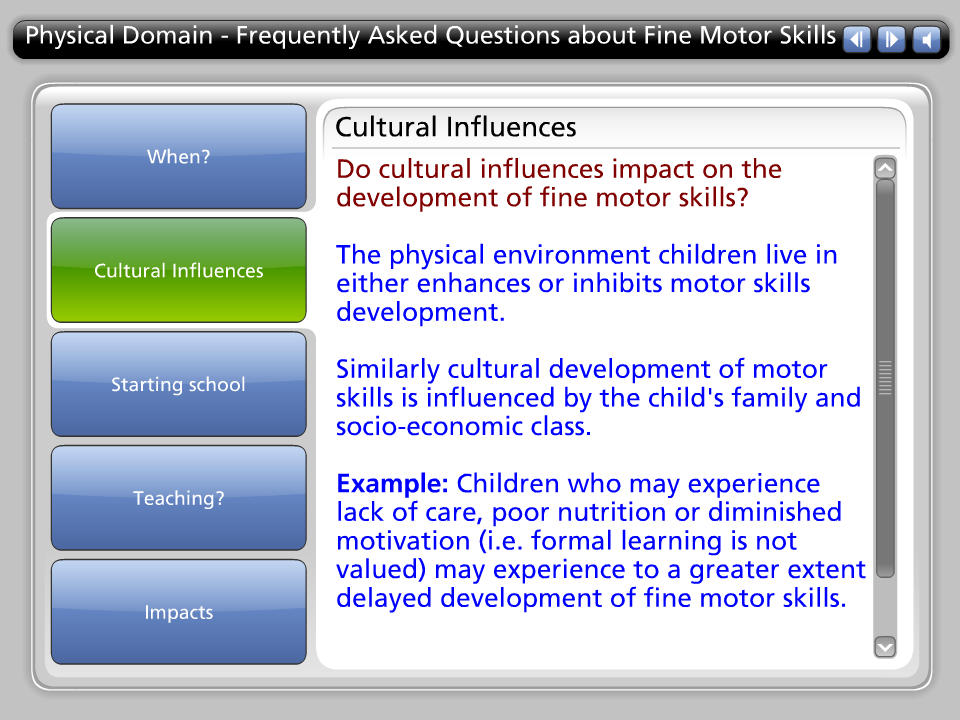 Physical Domain - Frequently Asked Questions about Fine Motor Skills
When?
Cultural Influences
Starting school
Teaching?
Impacts
Cultural Influences
Do cultural influences impact on the
development of fine motor skills?
The physical environment children live in
either enhances or inhibits motor skills
development.
Similarly cultural development of motor
skills is influenced by the child's family and
socio-economic class.
Example: Children who may experience
lack of care, poor nutrition or diminished
motivation (i.e. formal learning is not
valued) may experience to a greater extent
delayed development of fine motor skills.